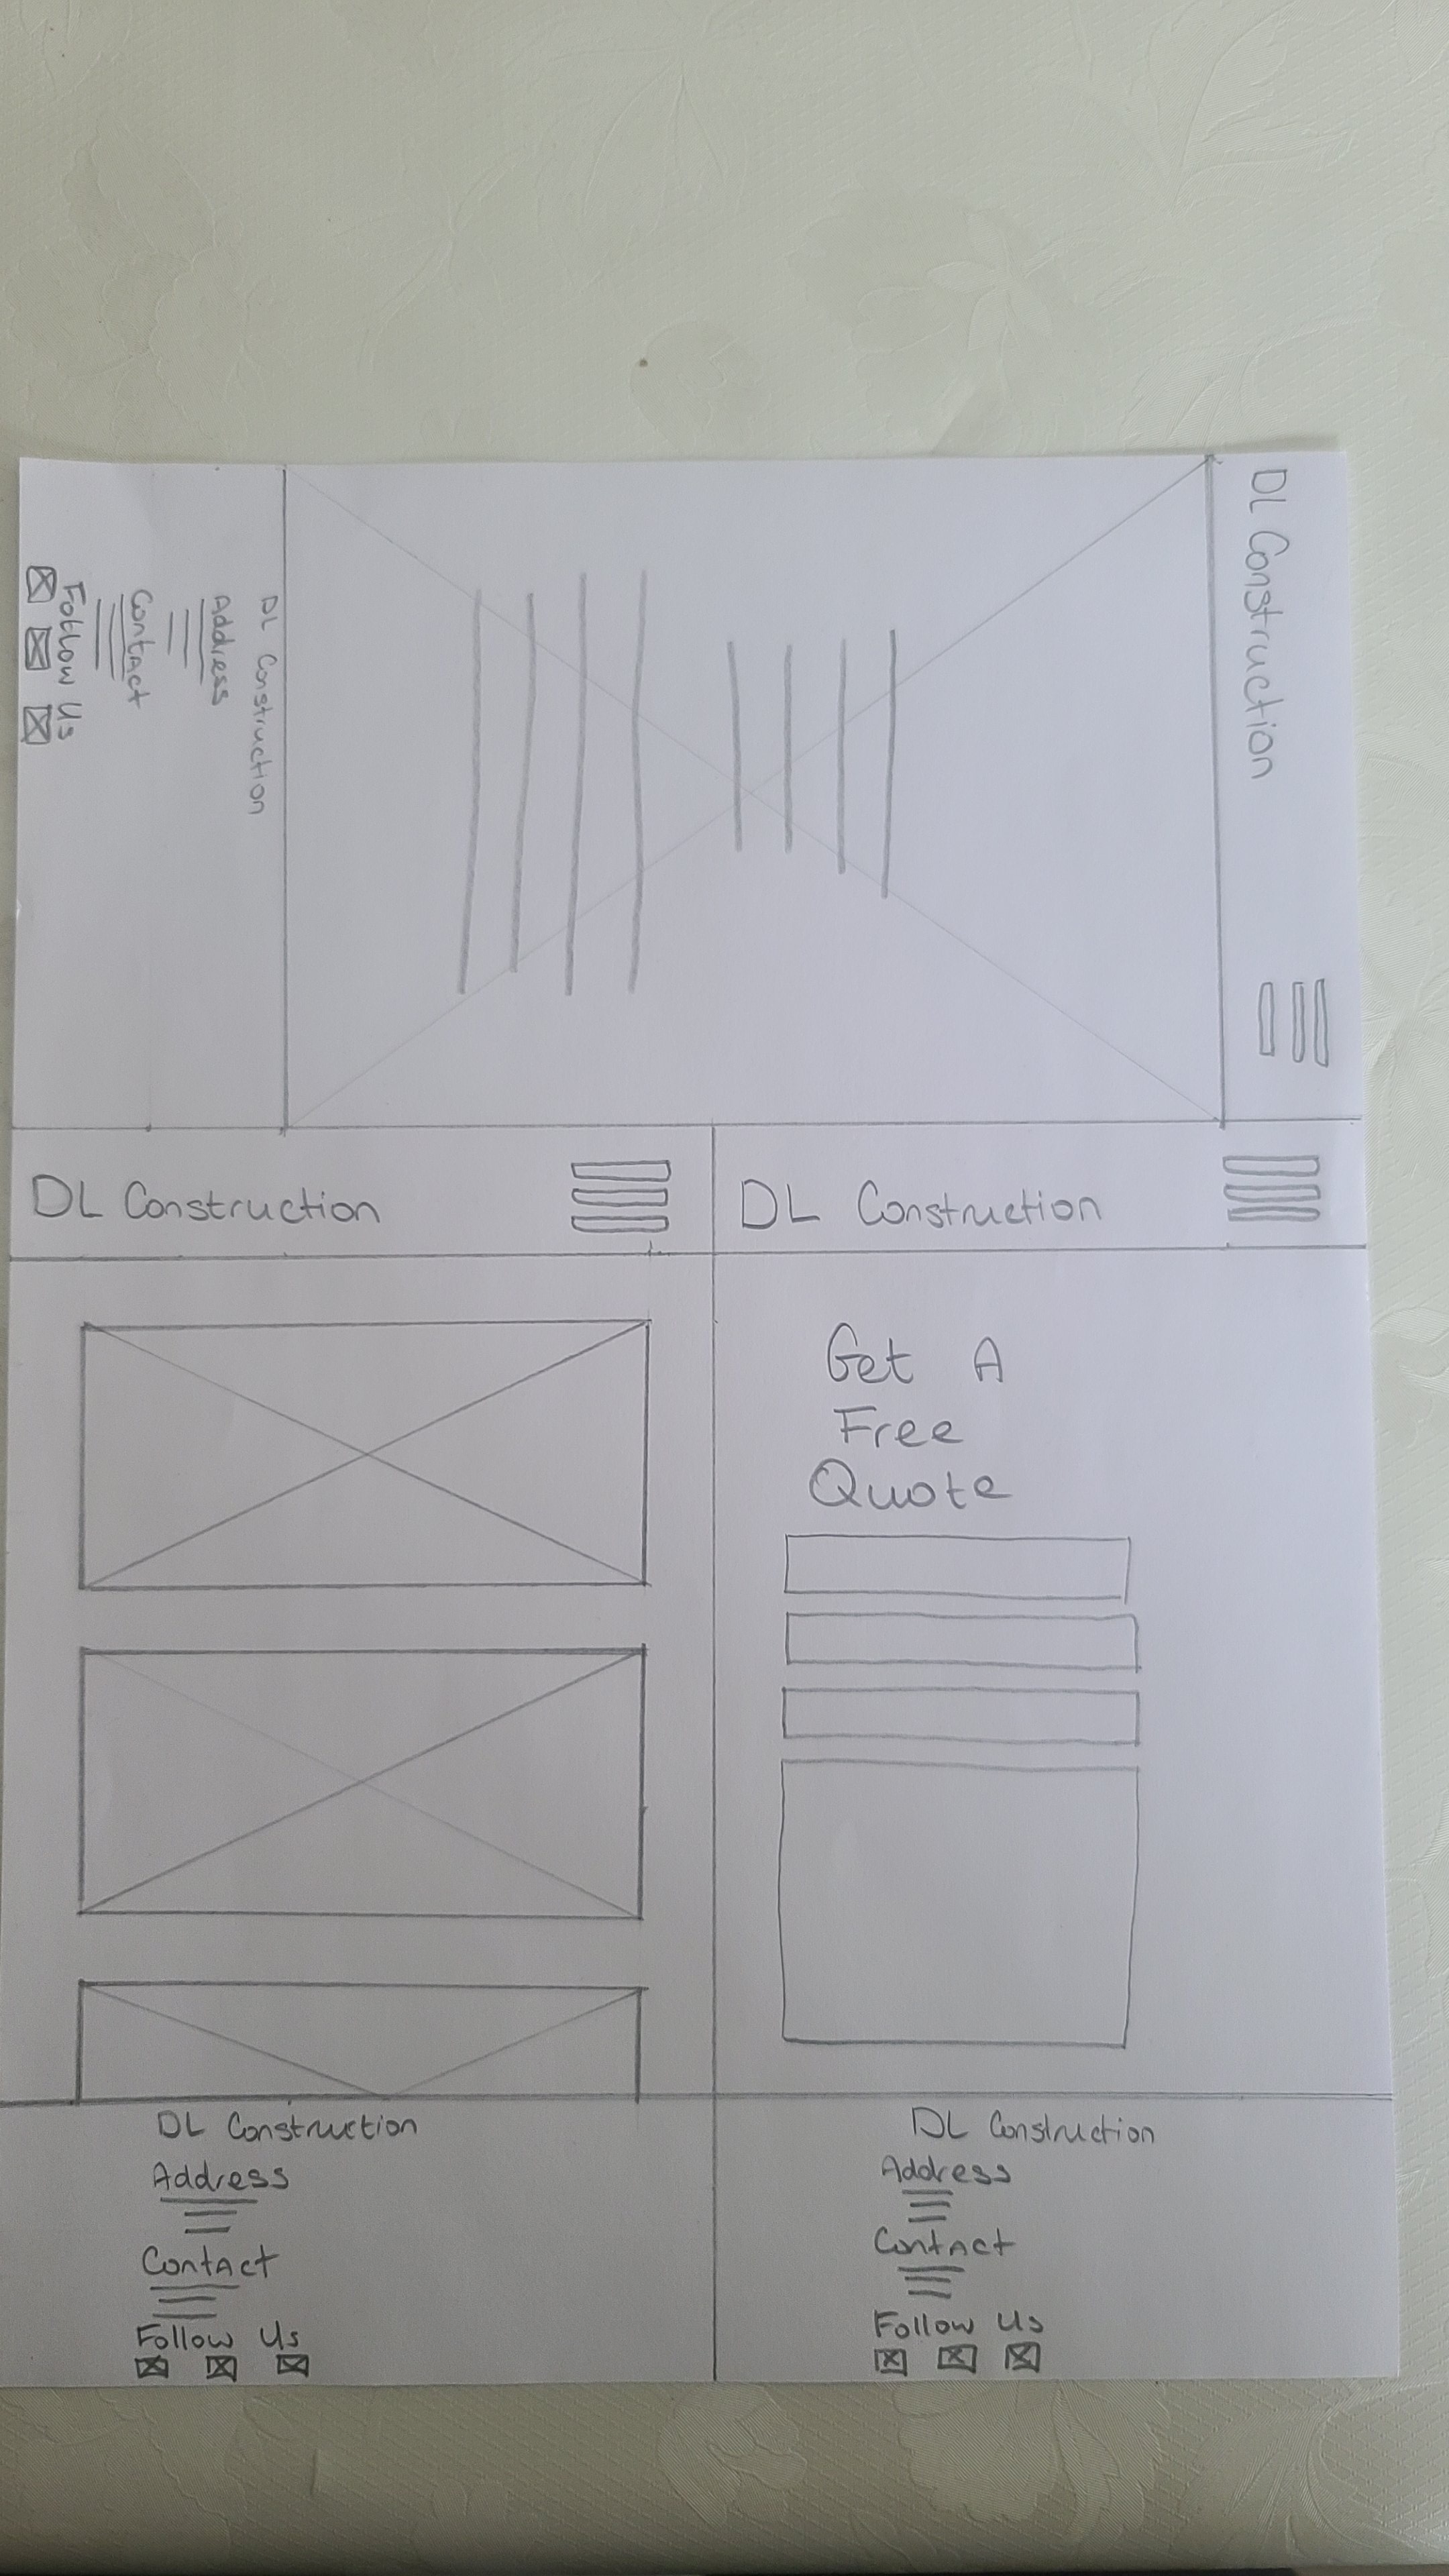 DL Construction
DL Construction
Address
Contact
Follow Us
DL Construction
DL Construction
Address
Contact
Follow Us
DL Construction
Get A
Free
Quote
DL Construction
Address
Contact
Follow Us